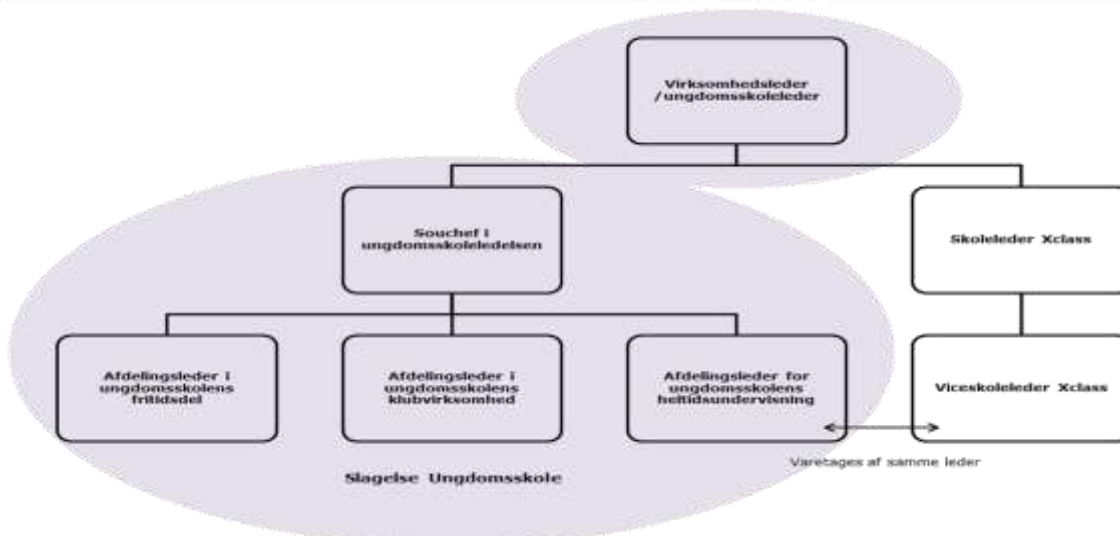 Virksomhedsleder
/ungdomsskoleleder
Souchef i
ungdomsskoleledelsen
Skoleleder Xclass
Afdelingsleder i
ungdomsskolens
fritidsdel
Afdelingsleder i
ungdomsskolens
klubvirksomhed
Afdelingsleder for
ungdomsskolens
heltidsundervisning
Viceskoleleder Xclass
Varetages af samme leder
Slagelse Ungdomsskole